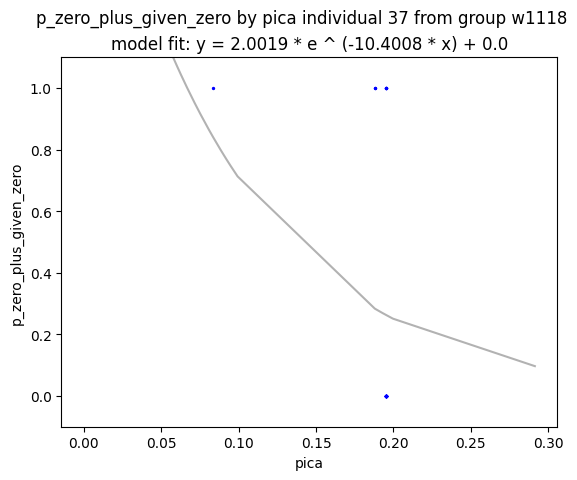 p_zero_plus_given_zero by pica individual 37 from group w1118
model fit: y = 2.0019 * e ^ (-10.4008 * x) + 0.0
1.0
0.8
0.6
0.4
0.2
0.0
p_zero_plus_given_zero
0.00 0.05 0.10 0.15 0.20 0.25 0.30
pica